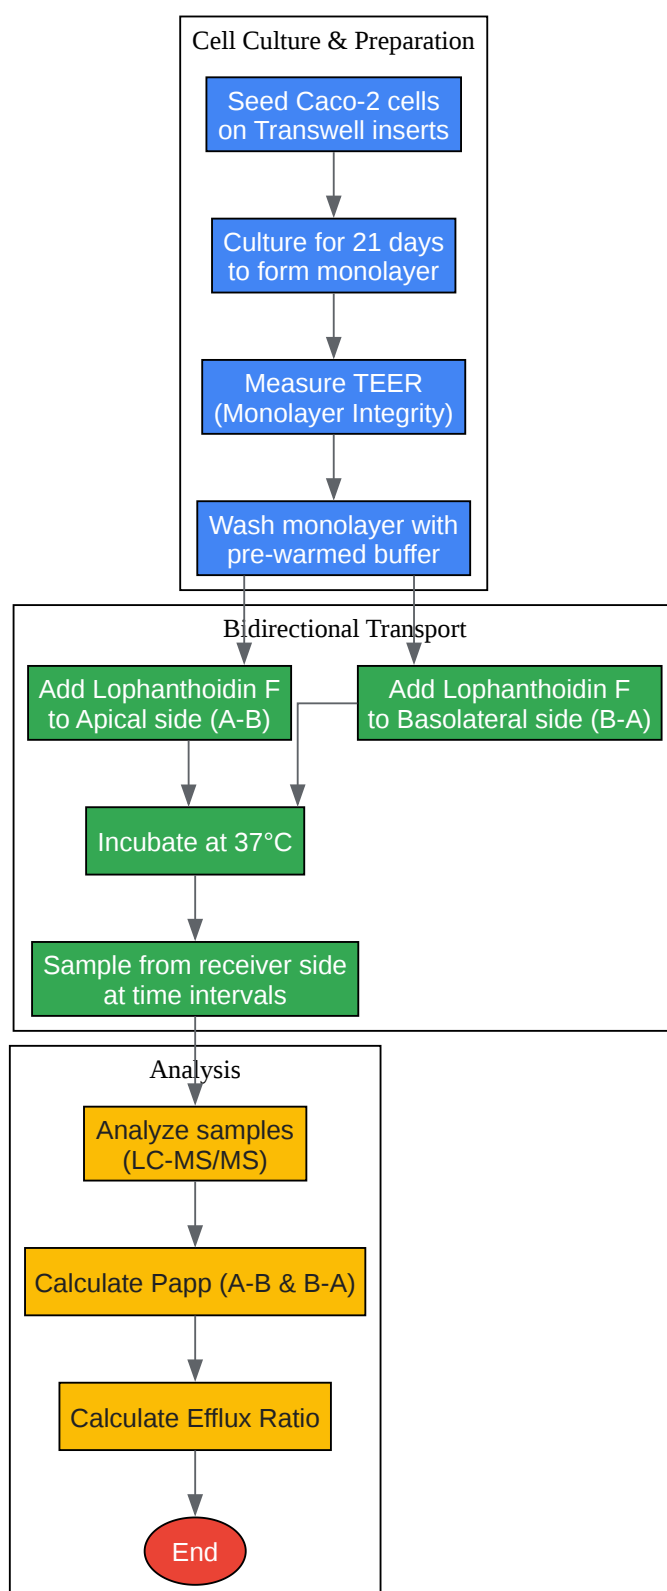 Cell Culture & Preparation
Seed Caco-2 cells
on Transwell inserts
Culture for 21 days
to form monolayer
Measure TEER
(Monolayer Integrity)
Wash monolayer with
pre-warmed buffer
Bidirectional Transport
Add Lophanthoidin F
to Apical side (A-B)
Add Lophanthoidin F
to Basolateral side (B-A)
Incubate at 37°C
Sample from receiver side
at time intervals
Analysis
Analyze samples
(LC-MS/MS)
Calculate Papp (A-B & B-A)
Calculate Efflux Ratio
End